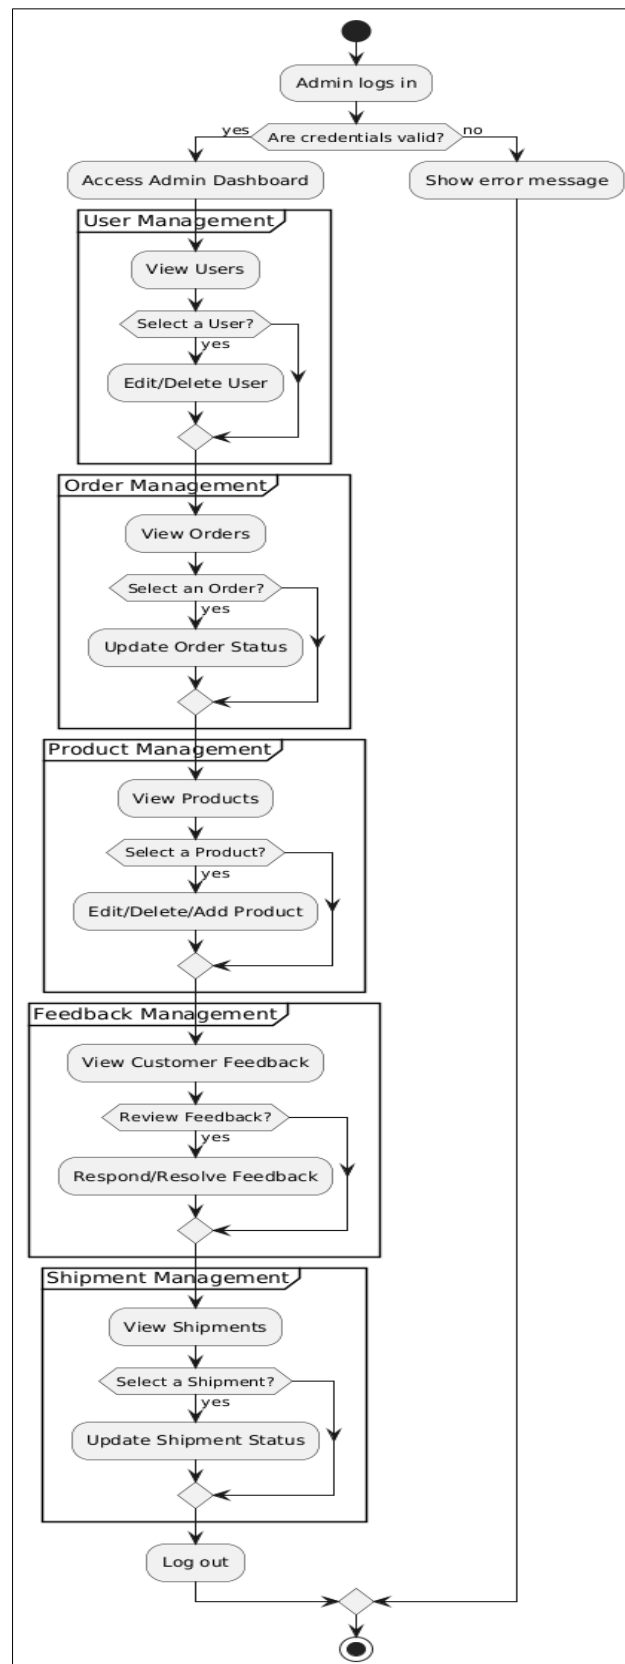 Admin logs in
yes
Are credentials valid?
no
Access Admin Dashboard
Show error message
User Management
View Users
Select a User?
yes
Edit/Delete User
Order Management
View Orders
Select an Order?
yes
Update Order Status
Product Management
View Products
Select a Product?
yes
Edit/Delete/Add Product
Feedback Management
View Customer Feedback
Review Feedback?
yes
Respond/Resolve Feedback
Shipment Management
View Shipments
Select a Shipment?
yes
Update Shipment Status
Log out